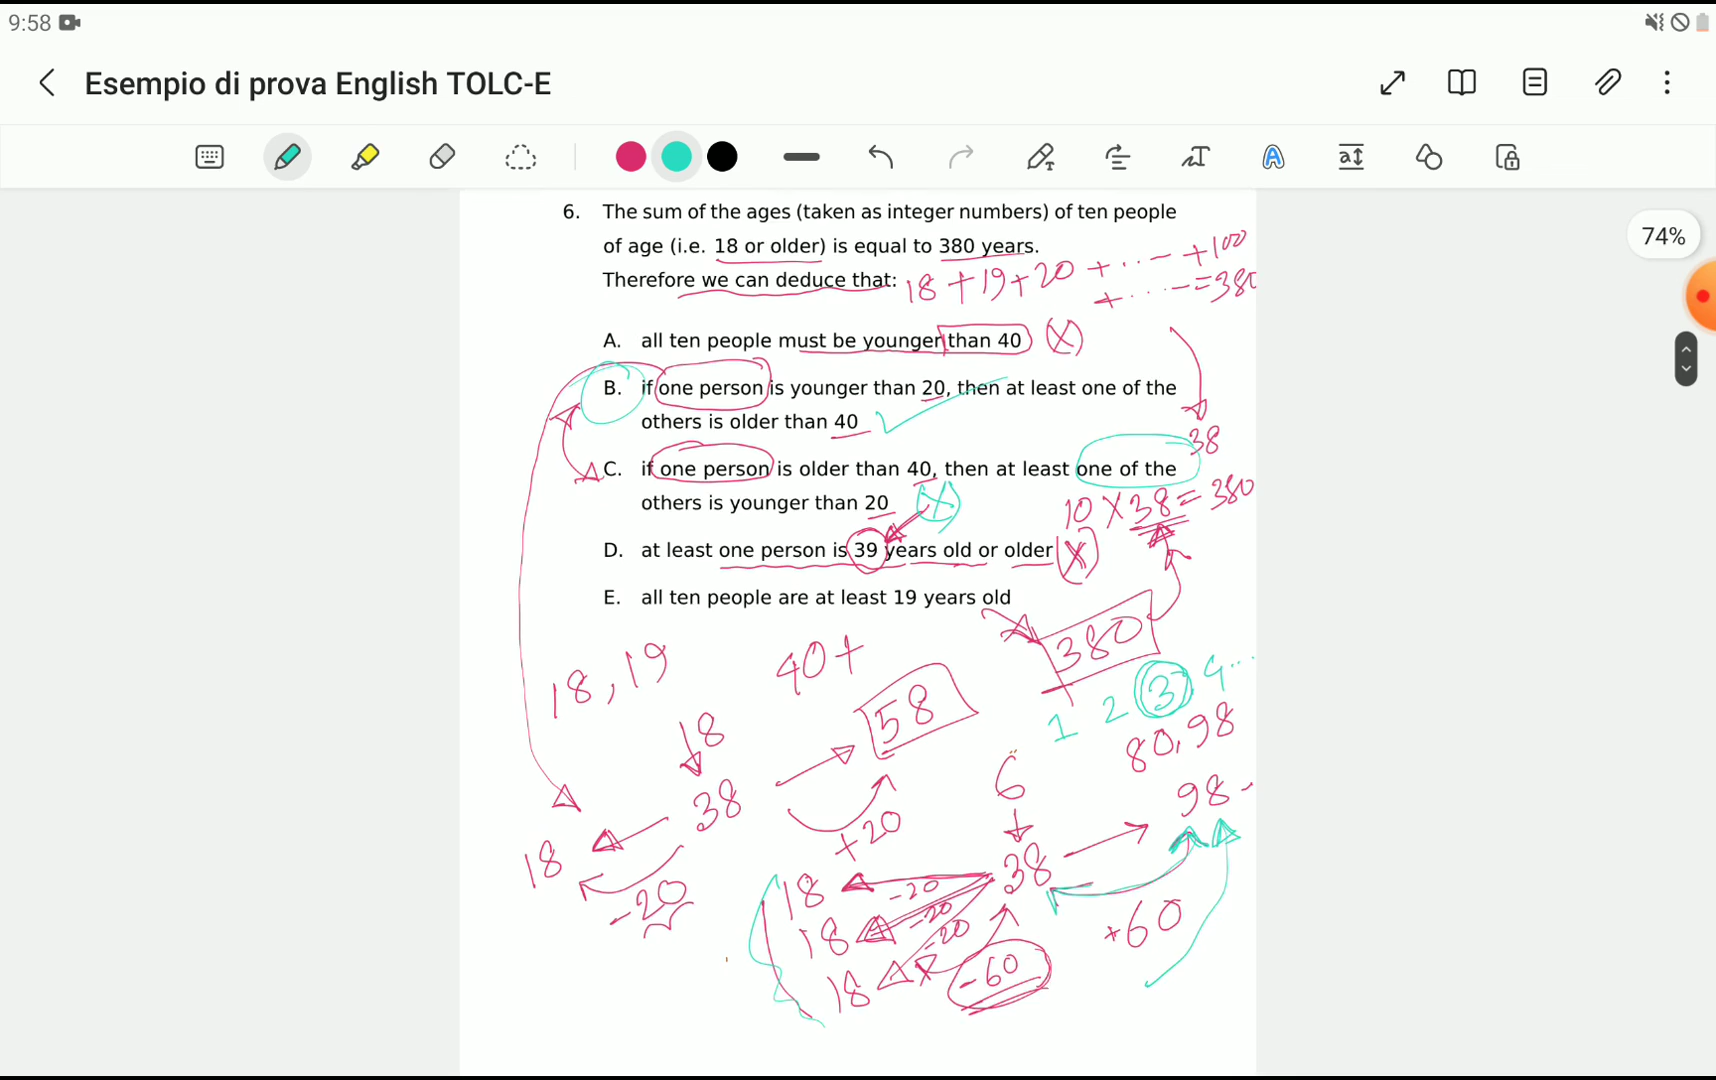 9:58
Esempio di prova English TOLC-E
74%
6. The sum of the ages (taken as integer numbers) of ten people
of age (i.e. 18 or older) is equal to 380 years.
Therefore we can deduce that:
18 + 19 + 20 + ... + 100
+ ... = 380
A. all ten people must be younger than 40 X
B. if one person is younger than 20, then at least one of the
others is older than 40
38
C. if one person is older than 40, then at least one of the
others is younger than 20 X
10 X 38 = 380
D. at least one person is 39 years old or older X
E. all ten people are at least 19 years old
380
18, 19
40+
58
1 2 3 4...
80, 98
18
38
+20
6
98
18
-20
38
+60
18 -20
18 -20
18 -20
-60